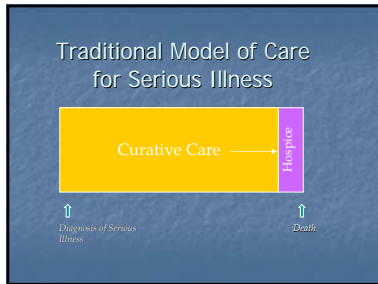 Traditional Model of Care
for Serious Illness
Curative Care
Hospice
Diagnosis of Serious
Illness
Death